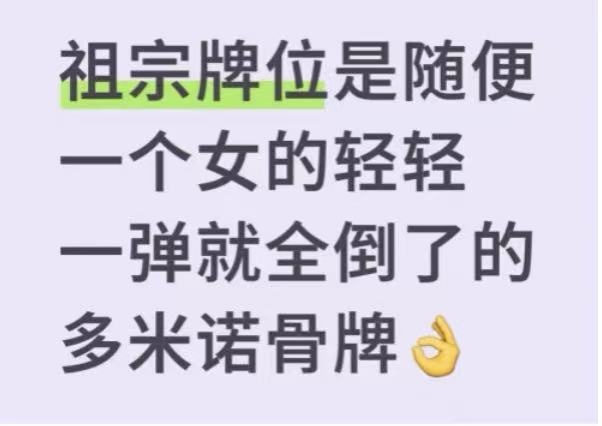 祖宗牌位是随便
一个女的轻轻
一弹就全倒了的
多米诺骨牌👌